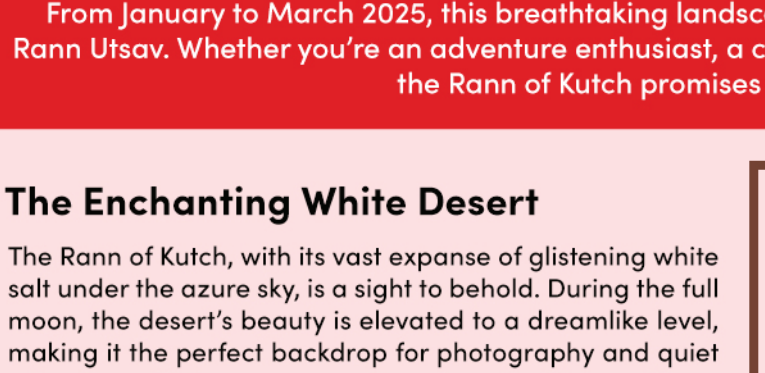 From January to March 2025, this breathtaking
Rann Utsav. Whether you’re an adventure enthusiast, a
the Rann of Kutch promises
The Enchanting White Desert
The Rann of Kutch, with its vast expanse of glistening white
salt under the azure sky, is a sight to behold. During the full
moon, the desert’s beauty is elevated to a dreamlike level,
making it the perfect backdrop for photography and quiet